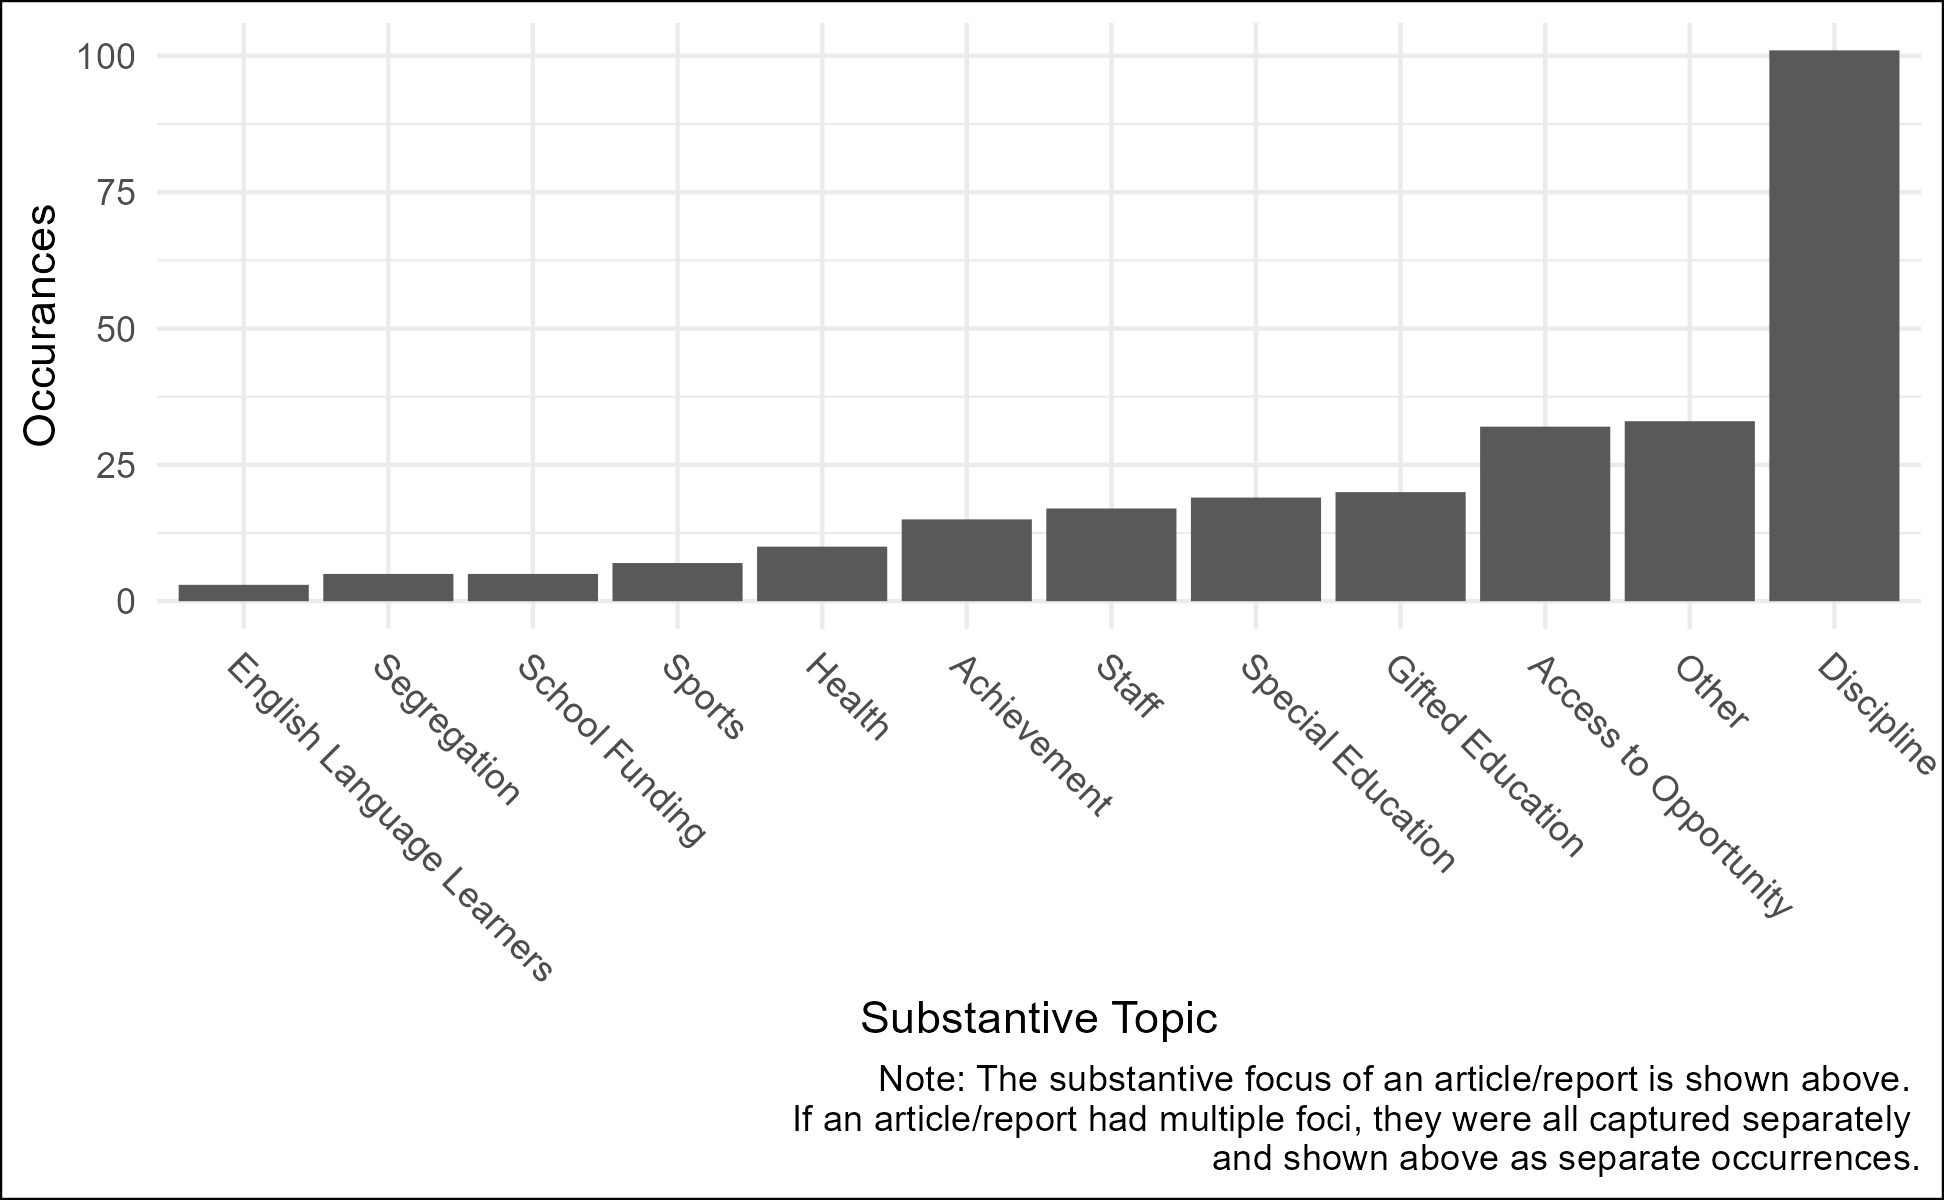 100
75
50
25
0
Occurances
English Language Learners
Segregation
School Funding
Sports
Health
Achievement
Staff
Special Education
Gifted Education
Access to Opportunity
Other
Discipline
Substantive Topic
Note: The substantive focus of an article/report is shown above.
If an article/report had multiple foci, they were all captured separately
and shown above as separate occurrences.